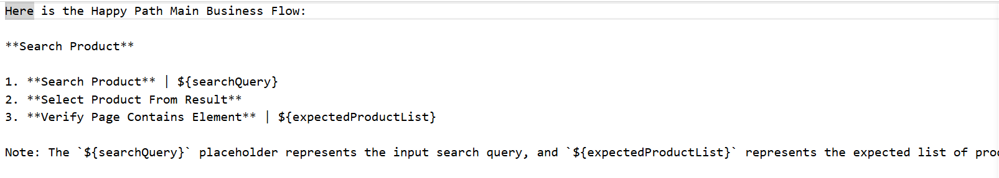 Here is the Happy Path Main Business Flow:
**Search Product**
1. **Search Product** | ${searchQuery}
2. **Select Product From Result**
3. **Verify Page Contains Element** | ${expectedProductList}
Note: The `${searchQuery}` placeholder represents the input search query, and `${expectedProductList}` represents the expected list of